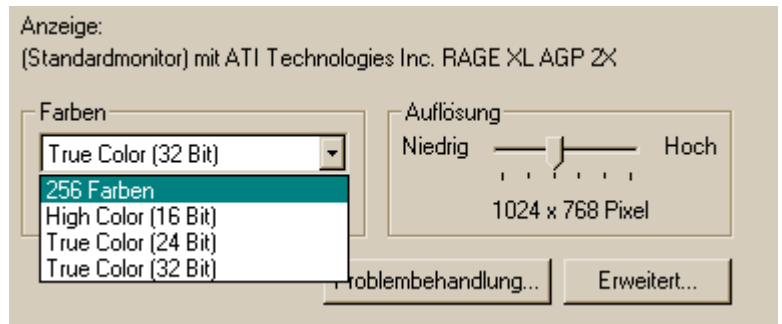 Anzeige:
(Standardmonitor) mit ATI Technologies Inc. RAGE XL AGP 2X
Farben
True Color (32 Bit)
256 Farben
High Color (16 Bit)
True Color (24 Bit)
True Color (32 Bit)
Auflösung
Niedrig Hoch
1024 x 768 Pixel
Problembehandlung... Erweitert...